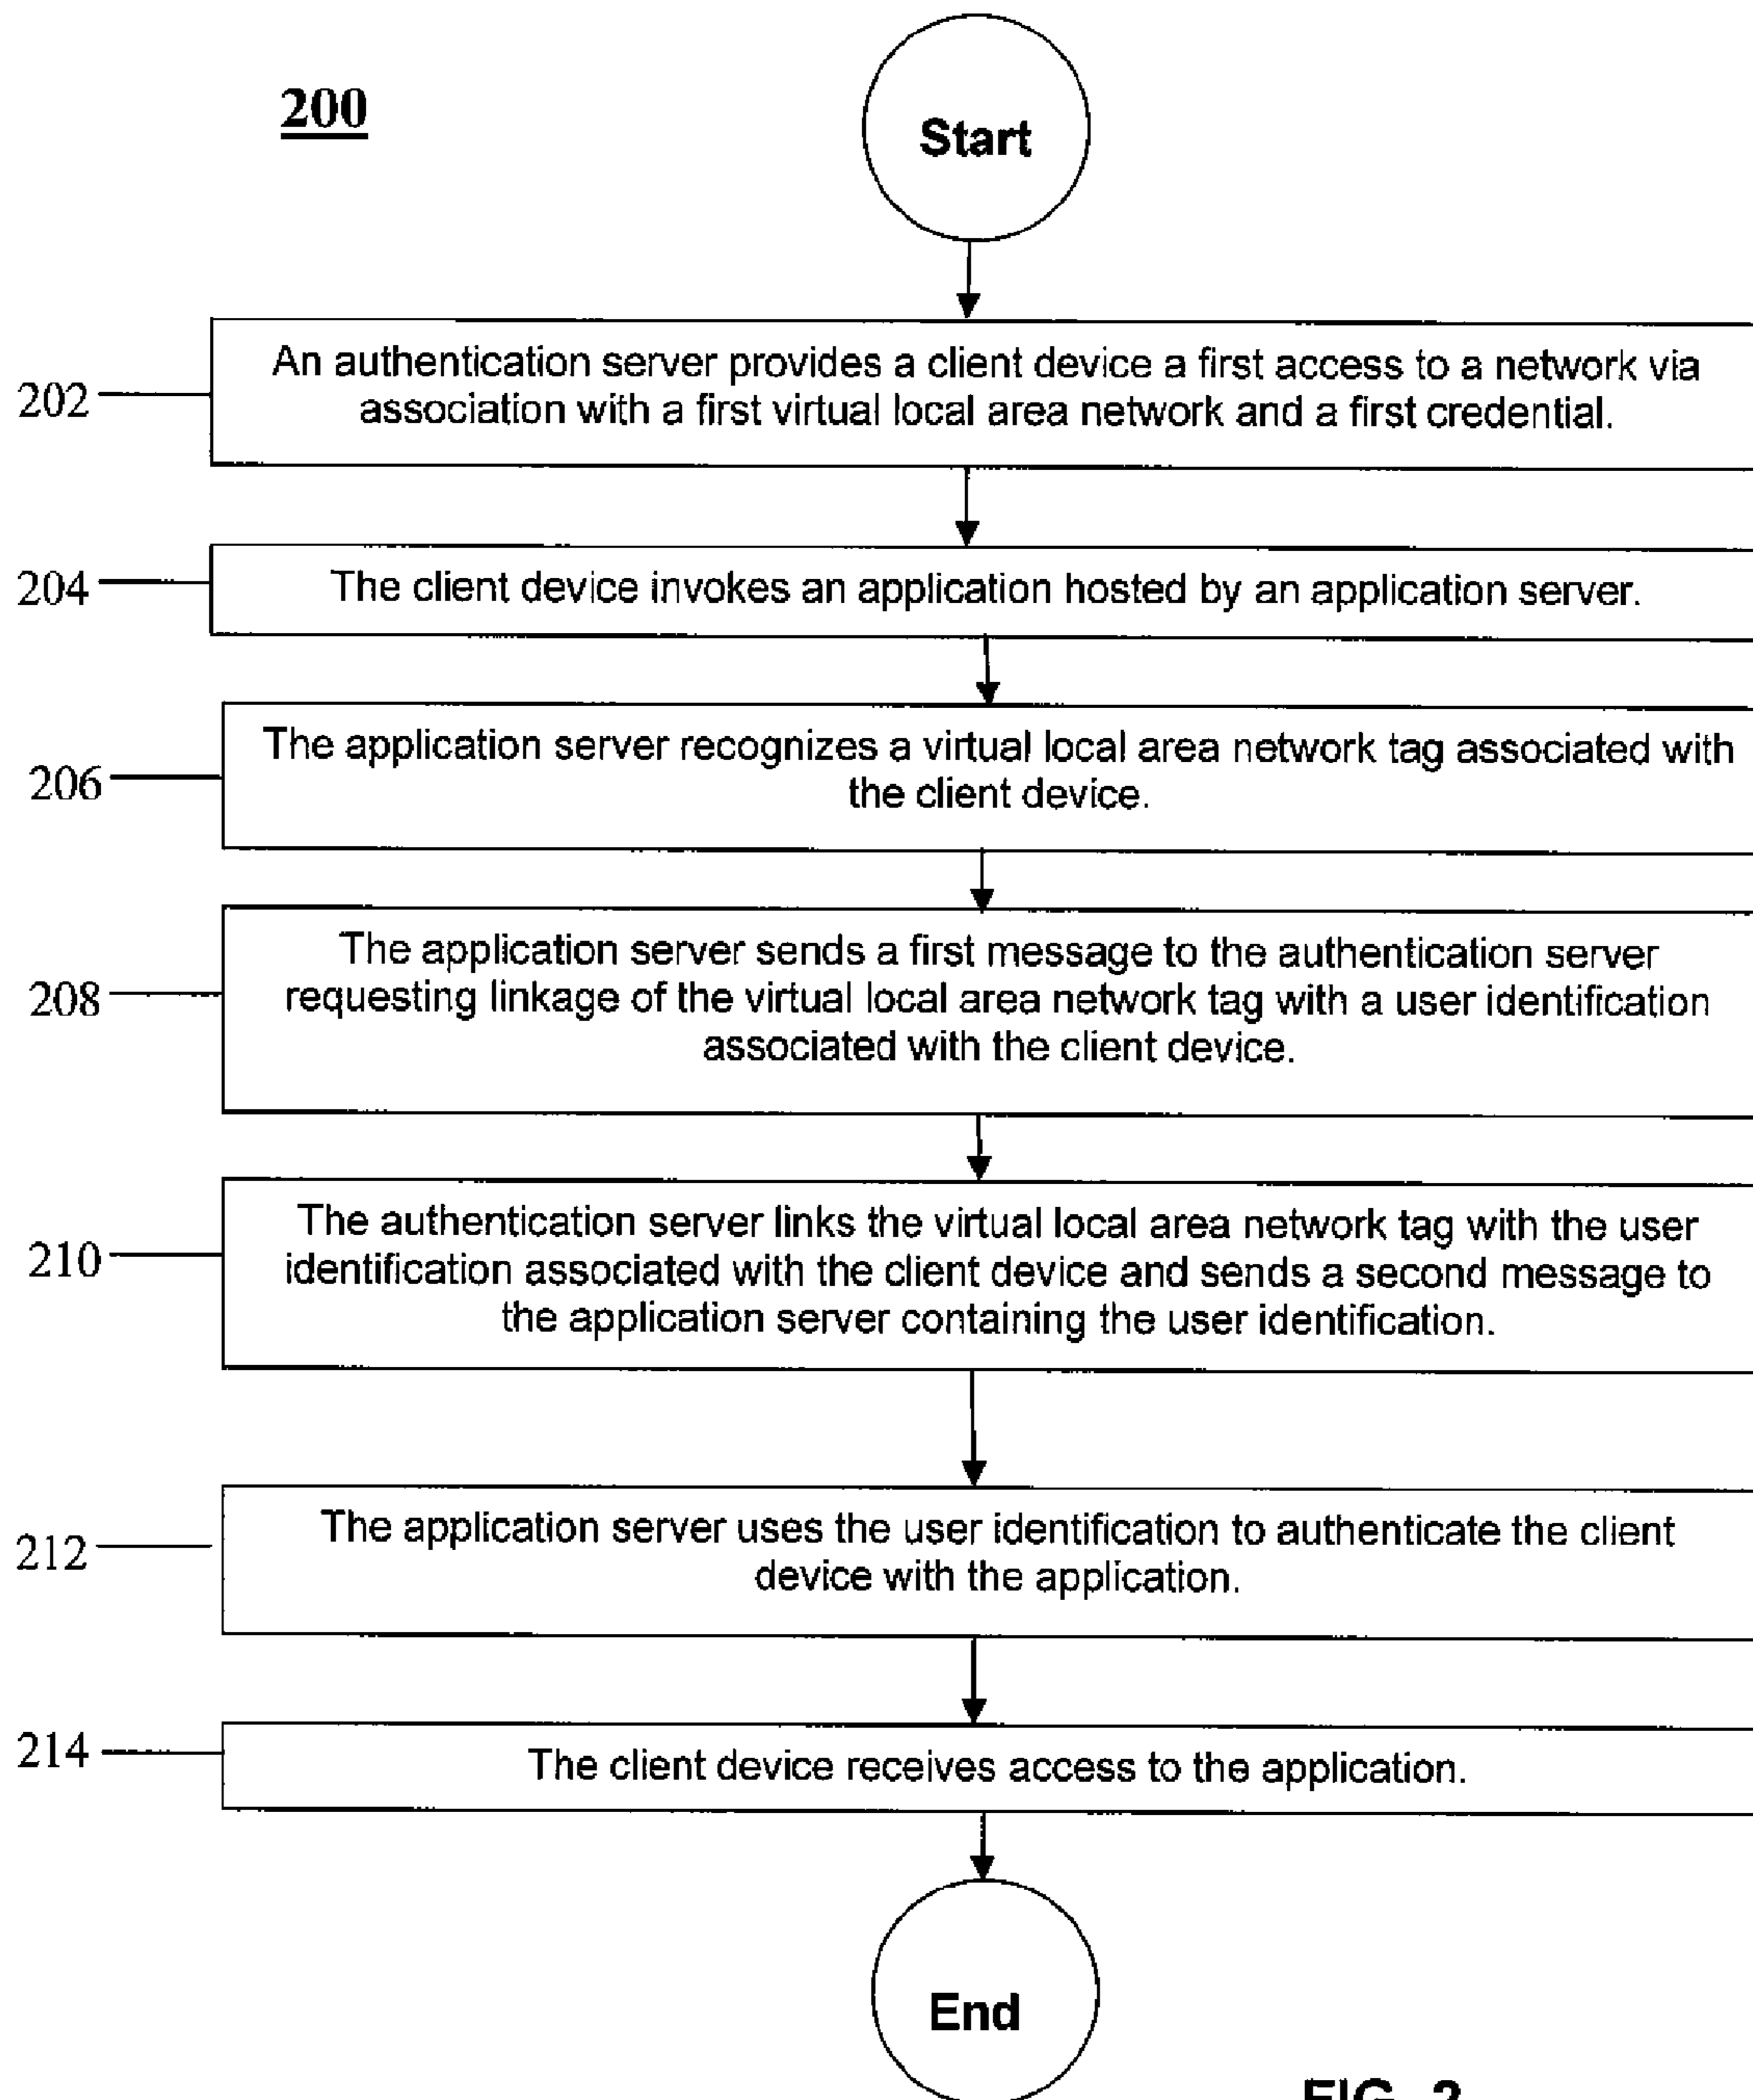 200
Start
202
An authentication server provides a client device a first access to a network via
association with a first virtual local area network and a first credential.
204
The client device invokes an application hosted by an application server.
206
The application server recognizes a virtual local area network tag associated with
the client device.
208
The application server sends a first message to the authentication server
requesting linkage of the virtual local area network tag with a user identification
associated with the client device.
210
The authentication server links the virtual local area network tag with the user
identification associated with the client device and sends a second message to
the application server containing the user identification.
212
The application server uses the user identification to authenticate the client
device with the application.
214
The client device receives access to the application.
End
FIG. 2